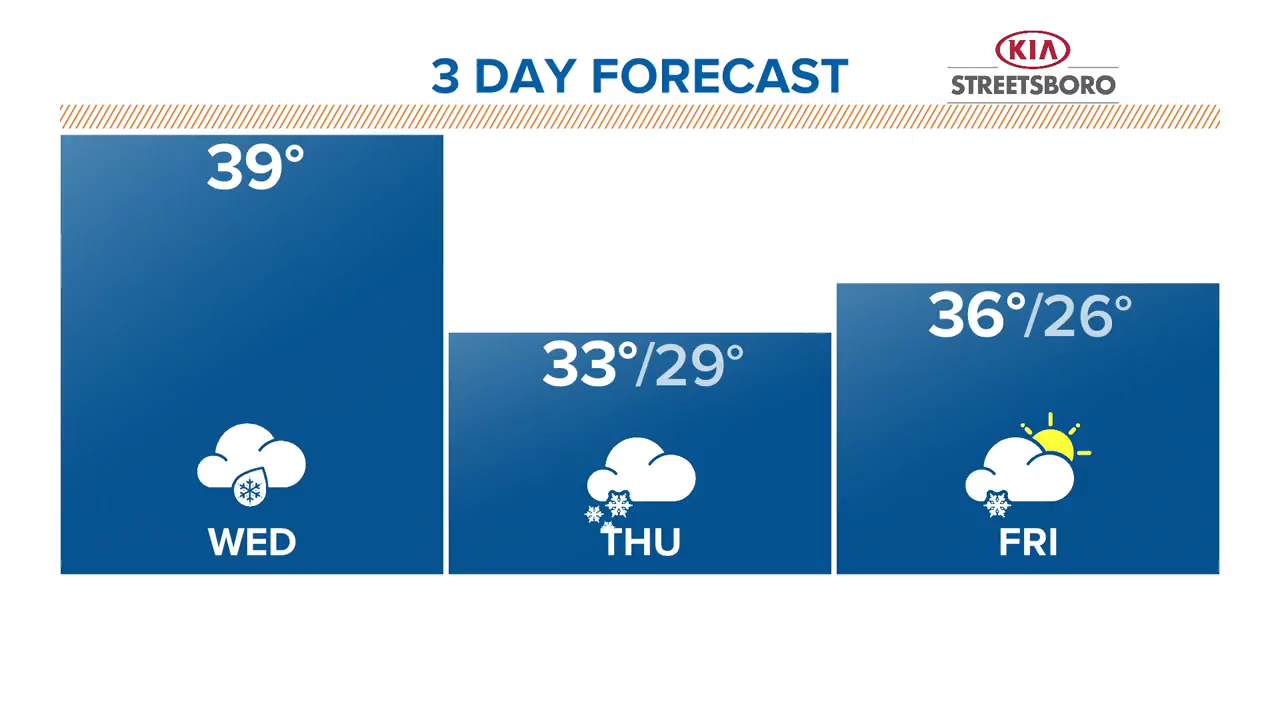 3 DAY FORECAST
KIA
STREETSBORO
39°
33°/29°
36°/26°
WED
THU
FRI